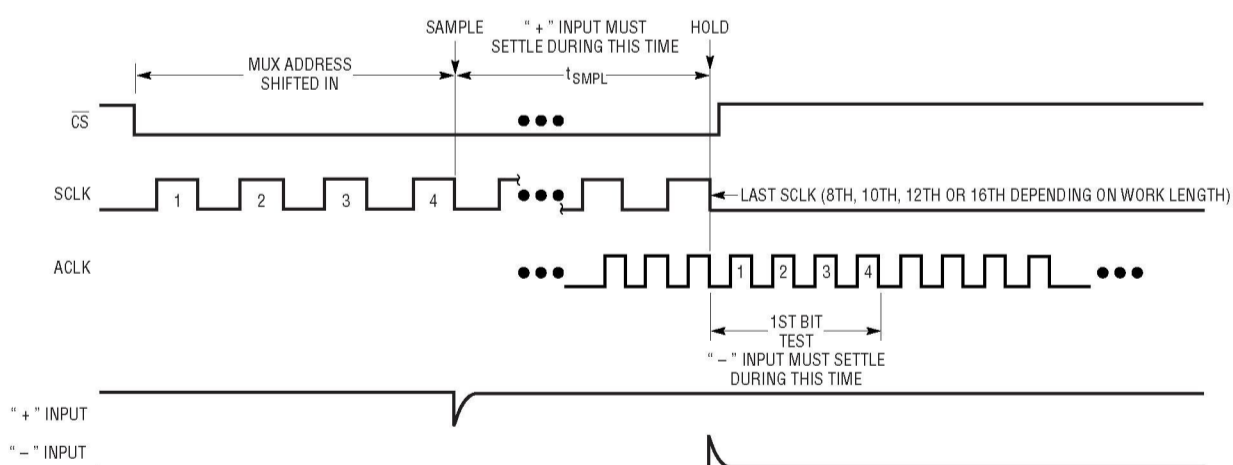 SAMPLE
“ + ” INPUT MUST
SETTLE DURING THIS TIME
HOLD
MUX ADDRESS
SHIFTED IN
tSMPL
CS
SCLK
1 2 3 4
LAST SCLK (8TH, 10TH, 12TH OR 16TH DEPENDING ON WORK LENGTH)
ACLK
1 2 3 4
1ST BIT
TEST
“ – ” INPUT MUST SETTLE
DURING THIS TIME
“ + ” INPUT
“ – ” INPUT